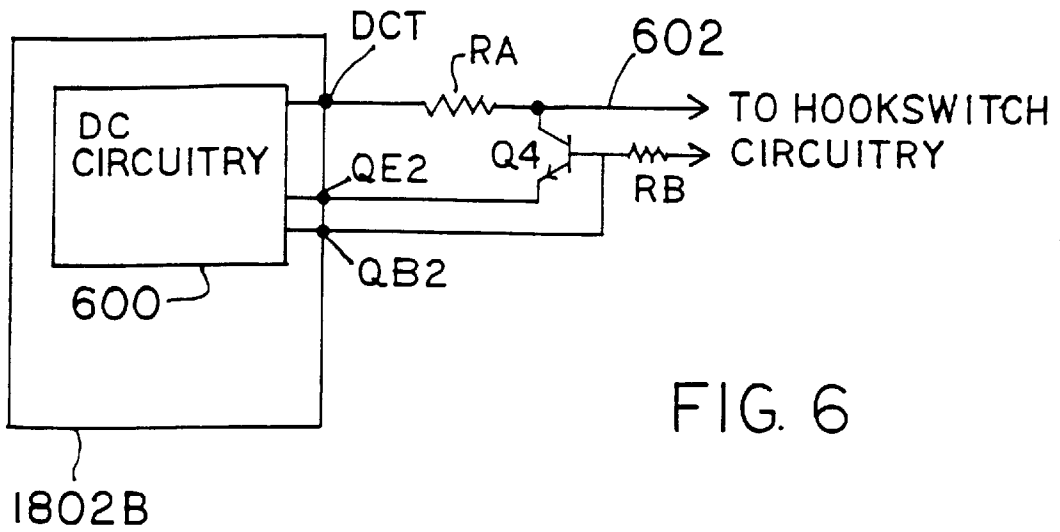 DCT
RA
602
TO HOOKSWITCH
CIRCUITRY
DC
CIRCUITRY
Q4
RB
QE2
QB2
600
FIG. 6
1802B